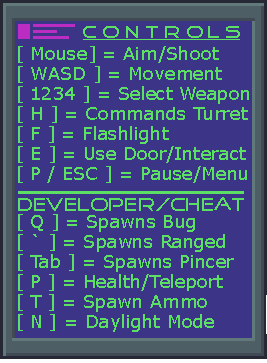 CONTROLS
[ Mouse] = Aim/Shoot
[ WASD ] = Movement
[ 1234 ] = Select Weapon
[ H ] = Commands Turret
[ F ] = Flashlight
[ E ] = Use Door/Interact
[ P / ESC ] = Pause/Menu
DEVELOPER/CHEAT
[ Q ] = Spawns Bug
[ ` ] = Spawns Ranged
[ Tab ] = Spawns Pincer
[ P ] = Health/Teleport
[ T ] = Spawn Ammo
[ N ] = Daylight Mode